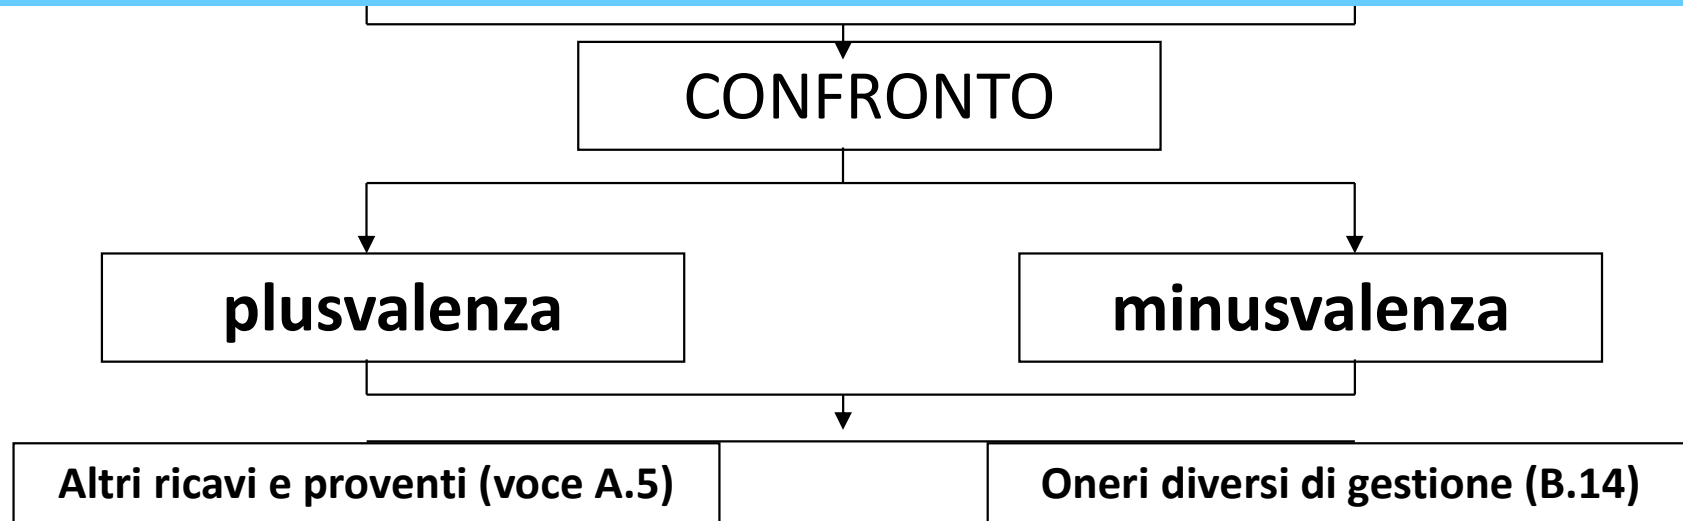 CONFRONTO
plusvalenza
minusvalenza
Altri ricavi e proventi (voce A.5)
Oneri diversi di gestione (B.14)